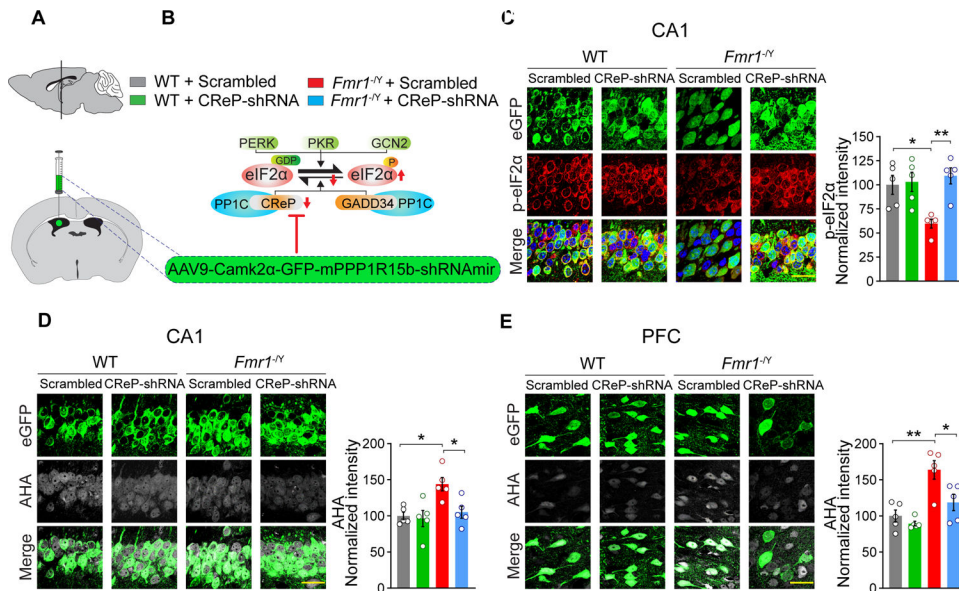 A
B
WT + Scrambled
Fmr1-/Y + Scrambled
WT + CReP-shRNA
Fmr1-/Y + CReP-shRNA
PERK PKR GCN2
GDP P
eIF2α eIF2α
PP1C CReP GADD34 PP1C
AAV9-Camk2α-GFP-mPPP1R15b-shRNAmir
C
CA1
WT Fmr1-/Y
Scrambled CReP-shRNA Scrambled CReP-shRNA
eGFP
p-eIF2α
Merge
p-eIF2α
Normalized intensity
150
125
100
75
50
25
0
* **
D
CA1
WT Fmr1-/Y
Scrambled CReP-shRNA Scrambled CReP-shRNA
eGFP
AHA
Merge
AHA
Normalized intensity
200
150
100
50
0
* *
E
PFC
WT Fmr1-/Y
Scrambled CReP-shRNA Scrambled CReP-shRNA
eGFP
AHA
Merge
AHA
Normalized intensity
200
150
100
50
0
** *